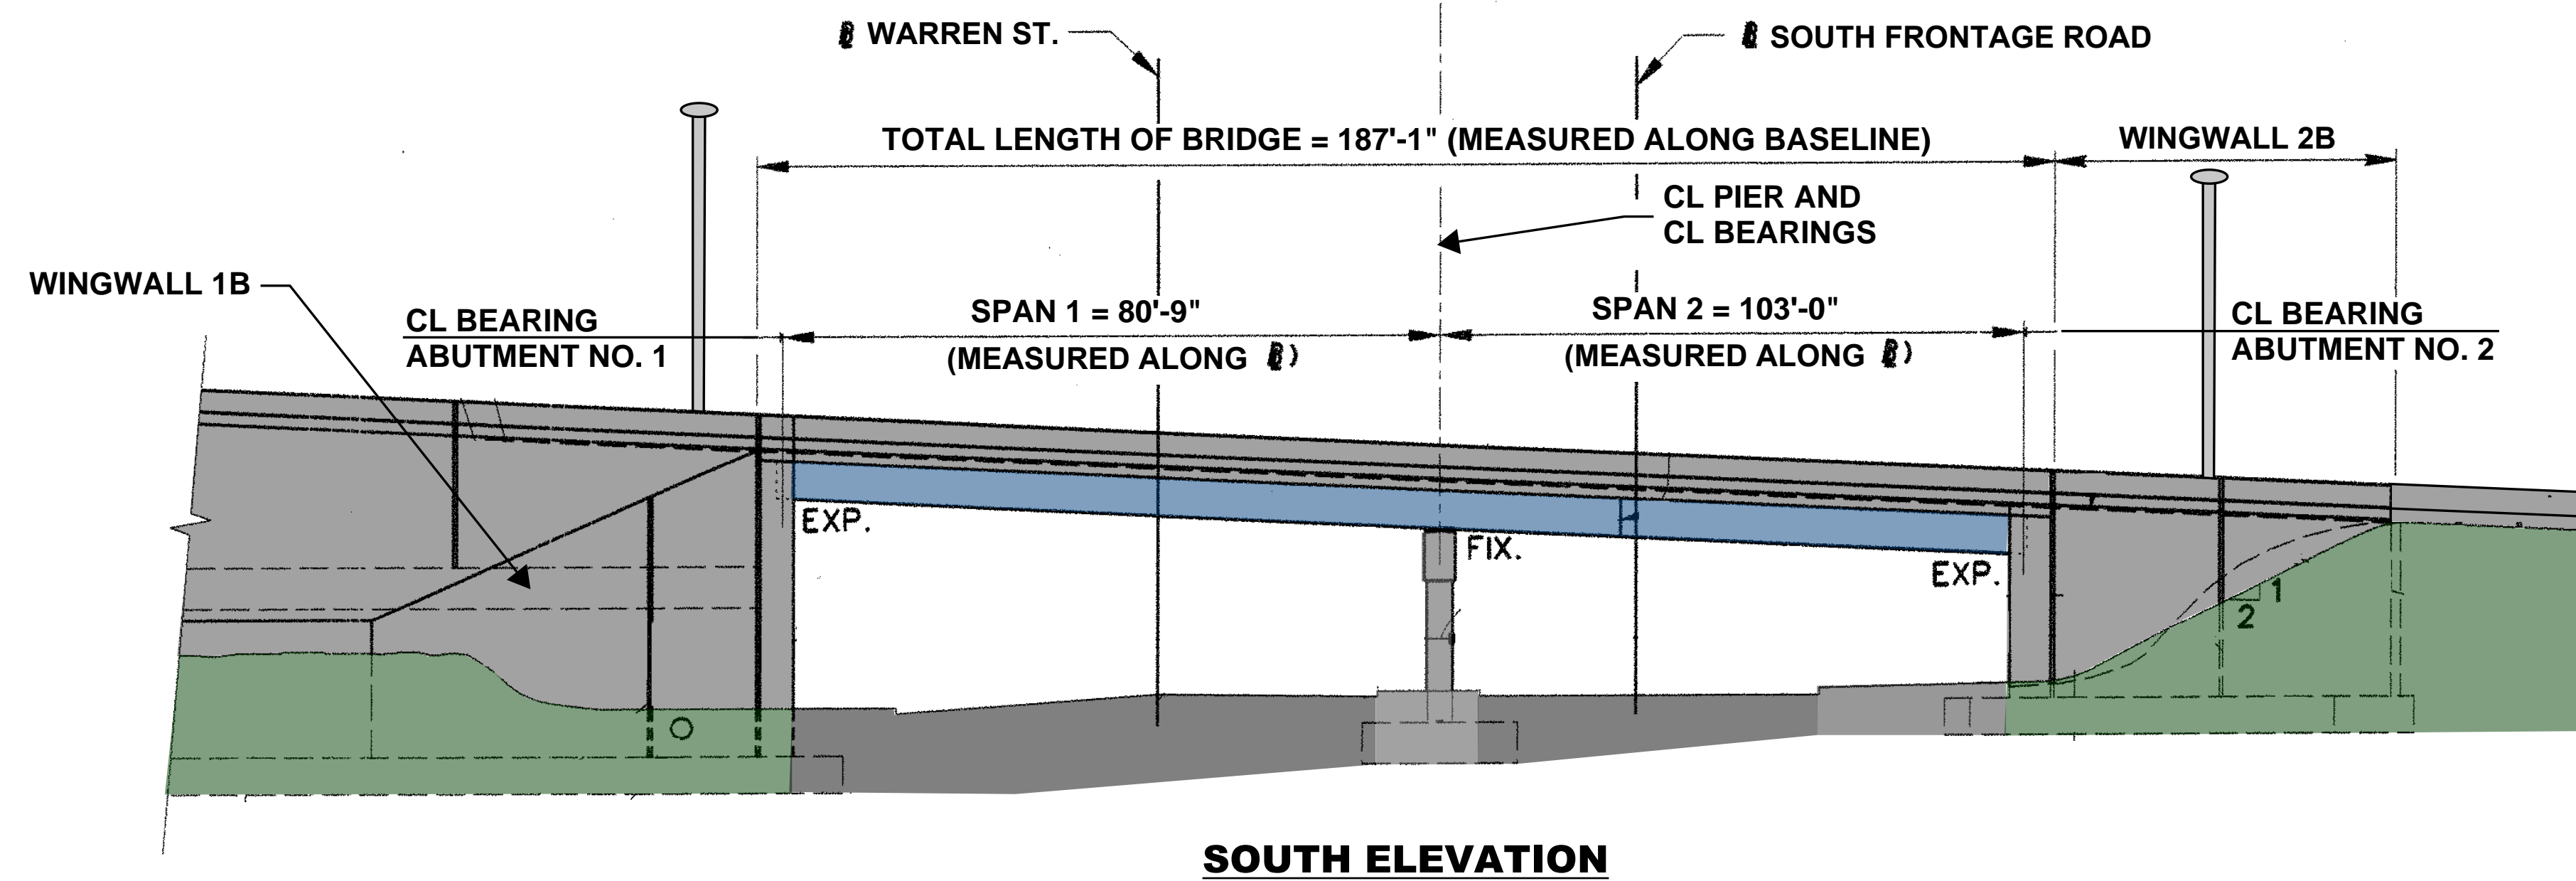 WARREN ST.
SOUTH FRONTAGE ROAD
TOTAL LENGTH OF BRIDGE = 187'-1" (MEASURED ALONG BASELINE)
WINGWALL 2B
CL PIER AND
CL BEARINGS
WINGWALL 1B
CL BEARING
ABUTMENT NO. 1
SPAN 1 = 80'-9"
(MEASURED ALONG )
SPAN 2 = 103'-0"
(MEASURED ALONG )
CL BEARING
ABUTMENT NO. 2
EXP.
FIX.
EXP.
1
2
SOUTH ELEVATION